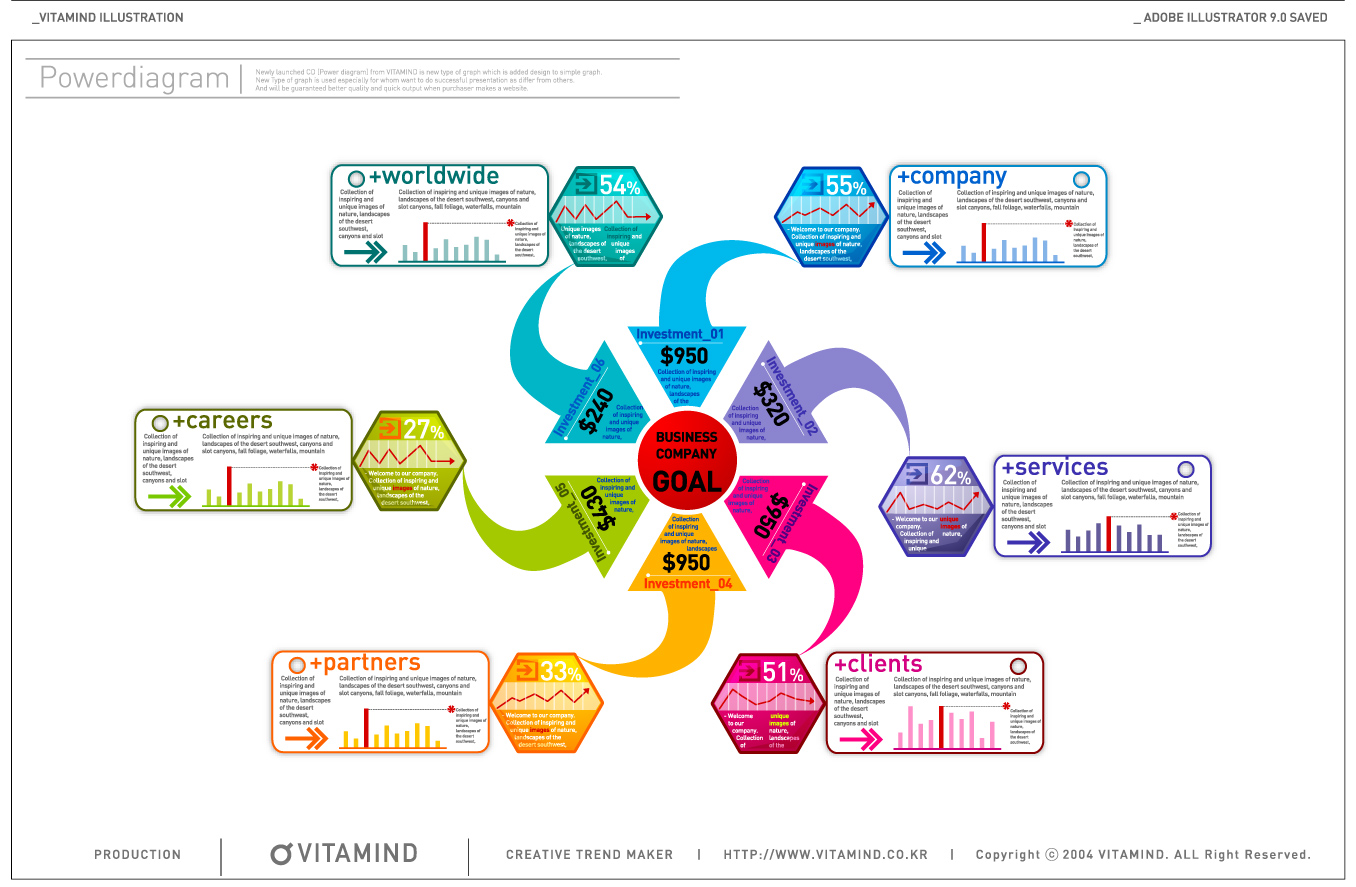 _VITAMIND ILLUSTRATION
_ ADOBE ILLUSTRATOR 9.0 SAVED
Powerdiagram
Newly launched CD (Power diagram) from VITAMIND is new type of graph which is added design to simple graph.
New Type of graph is used especially for whom want to do successful presentation as differ from others.
And will be guaranteed better quality and quick output when purchaser makes a website.
+worldwide
Collection of
inspiring and
unique images of
nature, landscapes
of the desert
southwest,
canyons and slot
Collection of inspiring and unique images of nature,
landscapes of the desert southwest, canyons and
slot canyons, fall foliage, waterfalls, mountain
*
Collection of
inspiring and
unique images of
nature,
landscapes of
the desert
southwest,
54%
Unique images
of nature,
landscapes of
the desert
southwest,
Collection of
inspiring and
unique
images
of
55%
- Welcome to our company.
Collection of inspiring and
unique images of nature,
landscapes of the
desert southwest,
+company
Collection of
inspiring and
unique images of
nature, landscapes
of the desert
southwest,
canyons and slot
Collection of inspiring and unique images of nature,
landscapes of the desert southwest, canyons and
slot canyons, fall foliage, waterfalls, mountain
*
Collection of
inspiring and
unique images of
nature,
landscapes of
the desert
southwest,
Investment_01
$950
Collection of inspiring
and unique images
of nature,
landscapes
of the
Investment_06
$240
Collection
of inspiring
and unique
images of
nature,
Investment_02
$320
Collection
of inspiring
and unique
images of
nature,
BUSINESS
COMPANY
GOAL
+careers
Collection of
inspiring and
unique images of
nature, landscapes
of the desert
southwest,
canyons and slot
Collection of inspiring and unique images of nature,
landscapes of the desert southwest, canyons and
slot canyons, fall foliage, waterfalls, mountain
*
Collection of
inspiring and
unique images of
nature,
landscapes of
the desert
southwest,
27%
- Welcome to our company.
Collection of inspiring and
unique images of nature,
landscapes of the
desert southwest,
62%
- Welcome to our
company.
Collection of
inspiring and
unique
unique
images of
nature,
+services
Collection of
inspiring and
unique images of
nature, landscapes
of the desert
southwest,
canyons and slot
Collection of inspiring and unique images of nature,
landscapes of the desert southwest, canyons and
slot canyons, fall foliage, waterfalls, mountain
*
Collection of
inspiring and
unique images of
nature,
landscapes of
the desert
southwest,
Investment_05
$430
Collection
of inspiring
and
unique
images of
nature,
Investment_03
$950
Collection
of inspiring
and unique
images of
nature,
Collection
of inspiring
and unique
images of nature,
landscapes
$950
Investment_04
+partners
Collection of
inspiring and
unique images of
nature, landscapes
of the desert
southwest,
canyons and slot
Collection of inspiring and unique images of nature,
landscapes of the desert southwest, canyons and
slot canyons, fall foliage, waterfalls, mountain
*
Collection of
inspiring and
unique images of
nature,
landscapes of
the desert
southwest,
33%
- Welcome to our company.
Collection of inspiring and
unique images of nature,
landscapes of the
desert southwest,
51%
- Welcome
to our
company.
Collection
of
unique
images of
nature,
landscapes
of the
+clients
Collection of
inspiring and
unique images of
nature, landscapes
of the desert
southwest,
canyons and slot
Collection of inspiring and unique images of nature,
landscapes of the desert southwest, canyons and
slot canyons, fall foliage, waterfalls, mountain
*
Collection of
inspiring and
unique images of
nature,
landscapes of
the desert
southwest,
PRODUCTION
VITAMIND
CREATIVE TREND MAKER | HTTP://WWW.VITAMIND.CO.KR | Copyright ⓒ 2004 VITAMIND. ALL Right Reserved.